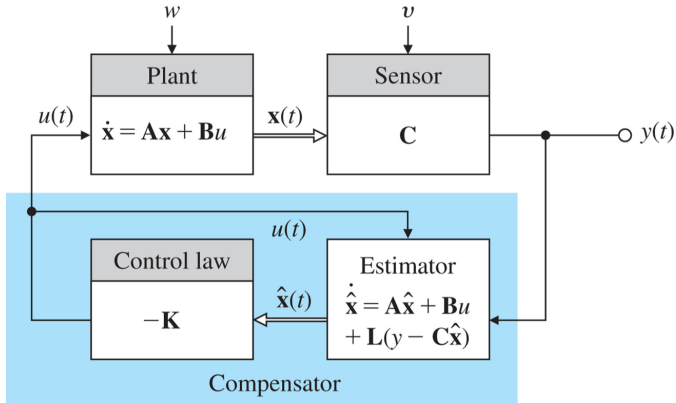 w
υ
Plant
Sensor
u(t)
ẋ = Ax + Bu
x(t)
C
y(t)
u(t)
Control law
Estimator
−K
x̂(t)
x̂̇ = Ax̂ + Bu
+ L(y − Cx̂)
Compensator